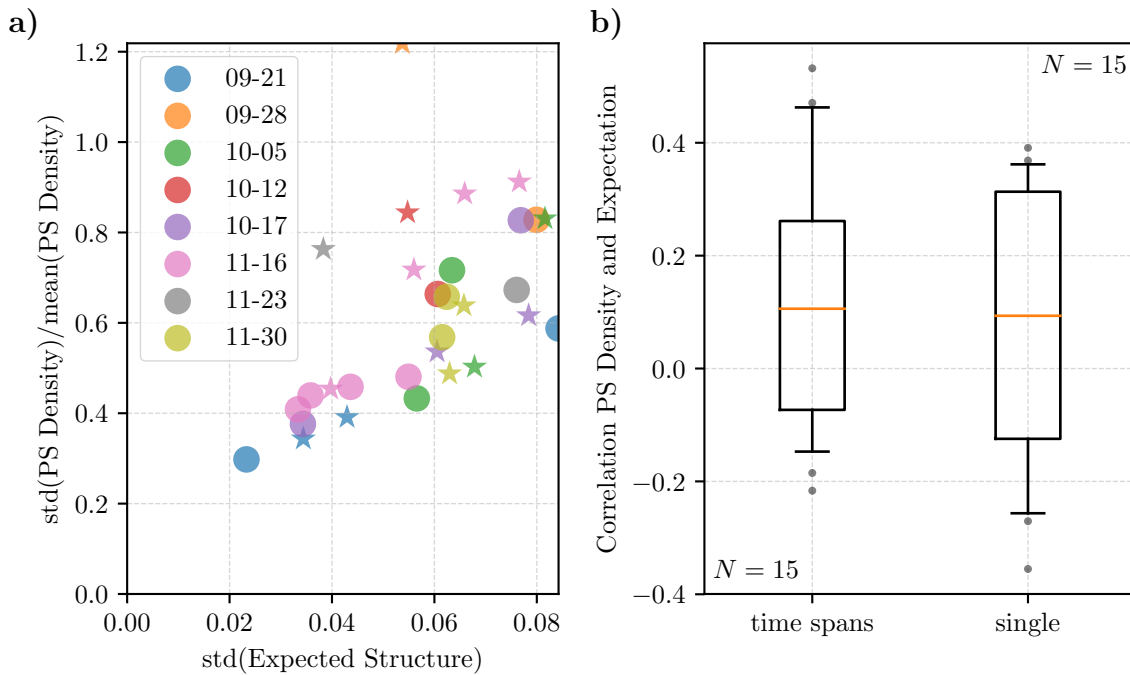 a)
std(PS Density)/mean(PS Density)
1.2
1.0
0.8
0.6
0.4
0.2
0.0
09-21
09-28
10-05
10-12
10-17
11-16
11-23
11-30
0.00
0.02
0.04
0.06
0.08
std(Expected Structure)
b)
Correlation PS Density and Expectation
0.4
0.2
0.0
−0.2
−0.4
N = 15
N = 15
time spans
single